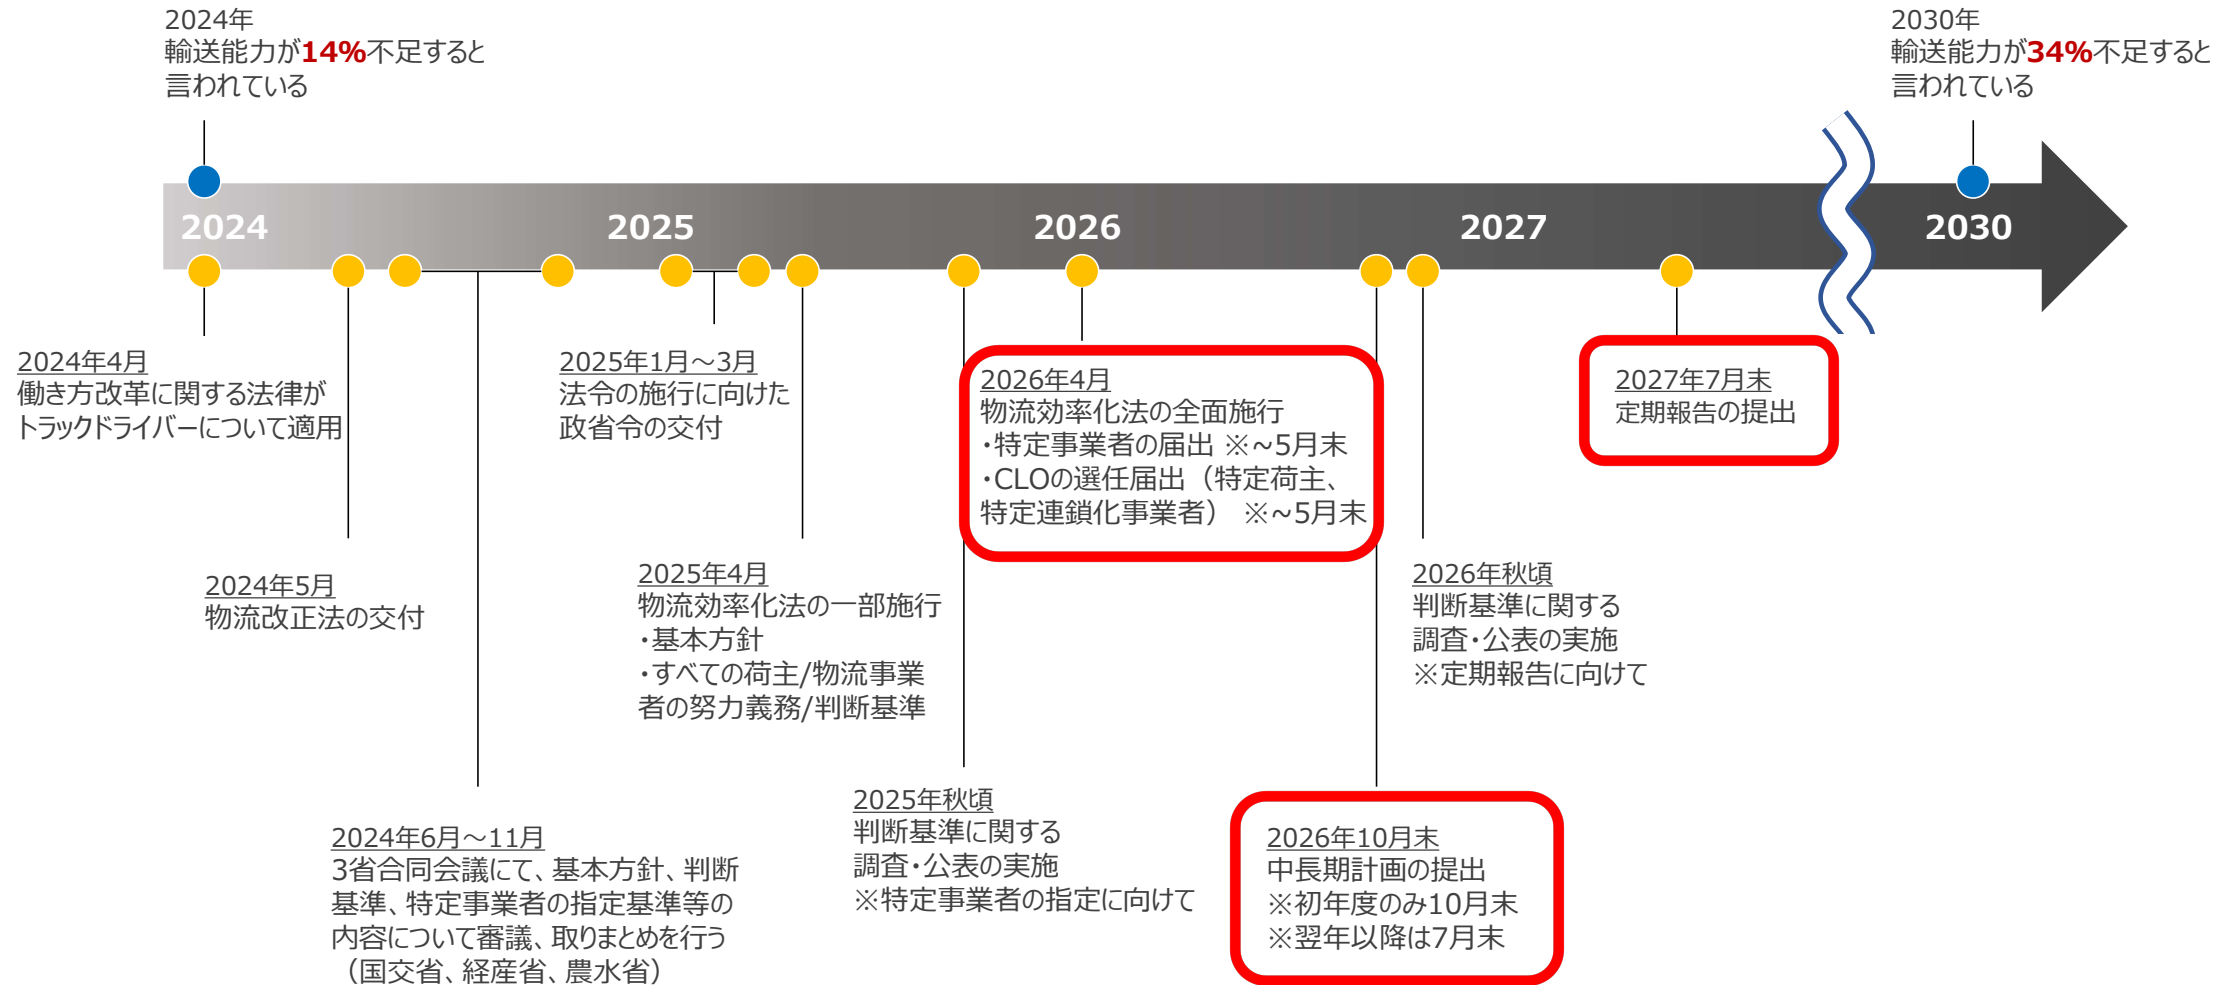 2024年
輸送能力が14%不足すると
言われている
2030年
輸送能力が34%不足すると
言われている
2024
2025
2026
2027
2030
2024年4月
働き方改革に関する法律が
トラックドライバーについて適用
2024年5月
物流改正法の交付
2024年6月～11月
3省合同会議にて、基本方針、判断
基準、特定事業者の指定基準等の
内容について審議、取りまとめを行う
（国交省、経産省、農水省）
2025年1月～3月
法令の施行に向けた
政省令の交付
2025年4月
物流効率化法の一部施行
・基本方針
・すべての荷主/物流事業
者の努力義務/判断基準
2025年秋頃
判断基準に関する
調査・公表の実施
※特定事業者の指定に向けて
2026年4月
物流効率化法の全面施行
・特定事業者の届出 ※~5月末
・CLOの選任届出（特定荷主、
特定連鎖化事業者） ※~5月末
2026年10月末
中長期計画の提出
※初年度のみ10月末
※翌年以降は7月末
2026年秋頃
判断基準に関する
調査・公表の実施
※定期報告に向けて
2027年7月末
定期報告の提出